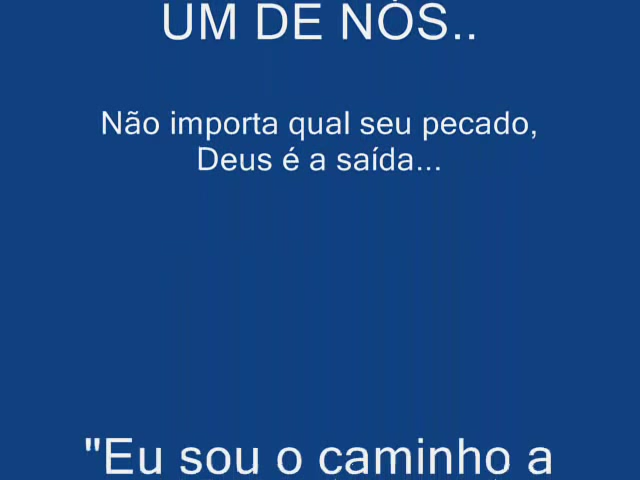 UM DE NÓS..
Não importa qual seu pecado,
Deus é a saída...
"Eu sou o caminho a